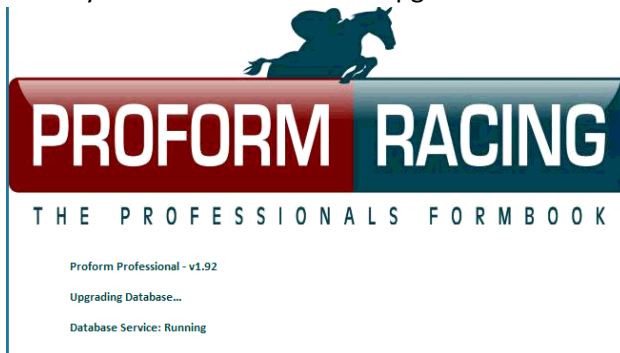 PROFORM RACING
THE PROFESSIONALS FORMBOOK
Proform Professional - v1.92
Upgrading Database...
Database Service: Running